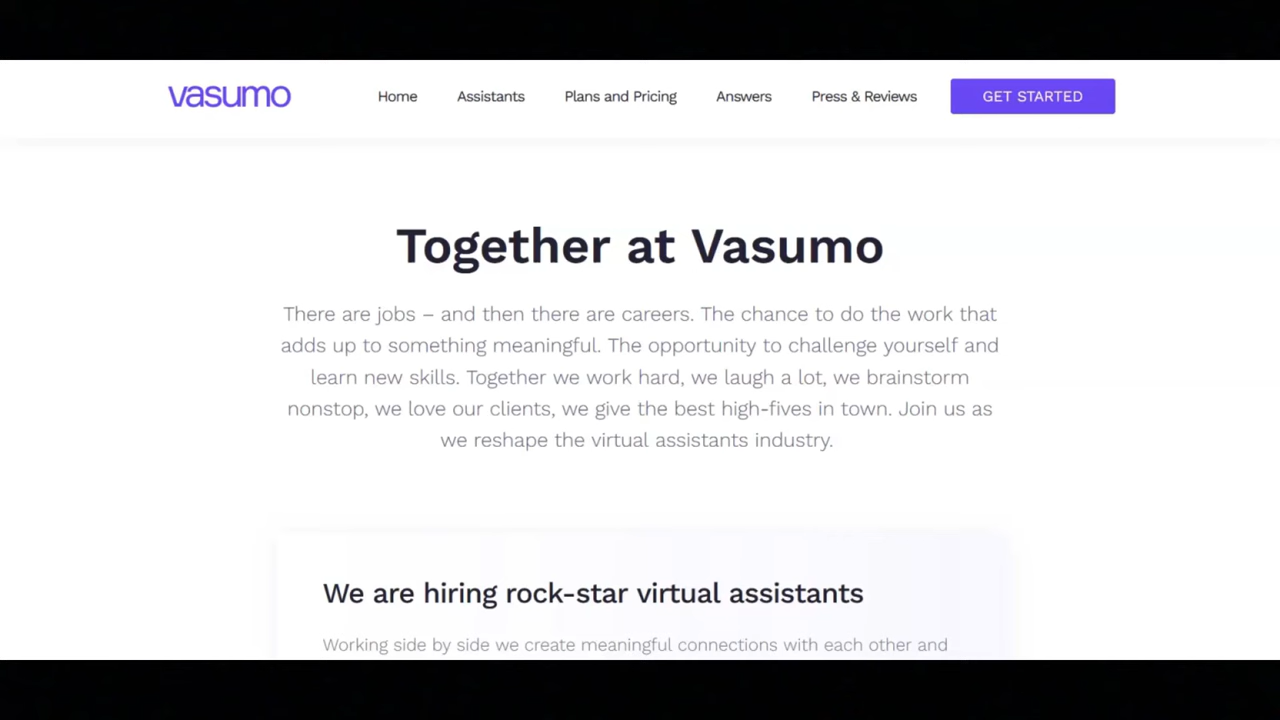 vasumo
Home
Assistants
Plans and Pricing
Answers
Press & Reviews
GET STARTED
Together at Vasumo
There are jobs – and then there are careers. The chance to do the work that
adds up to something meaningful. The opportunity to challenge yourself and
learn new skills. Together we work hard, we laugh a lot, we brainstorm
nonstop, we love our clients, we give the best high-fives in town. Join us as
we reshape the virtual assistants industry.
We are hiring rock-star virtual assistants
Working side by side we create meaningful connections with each other and